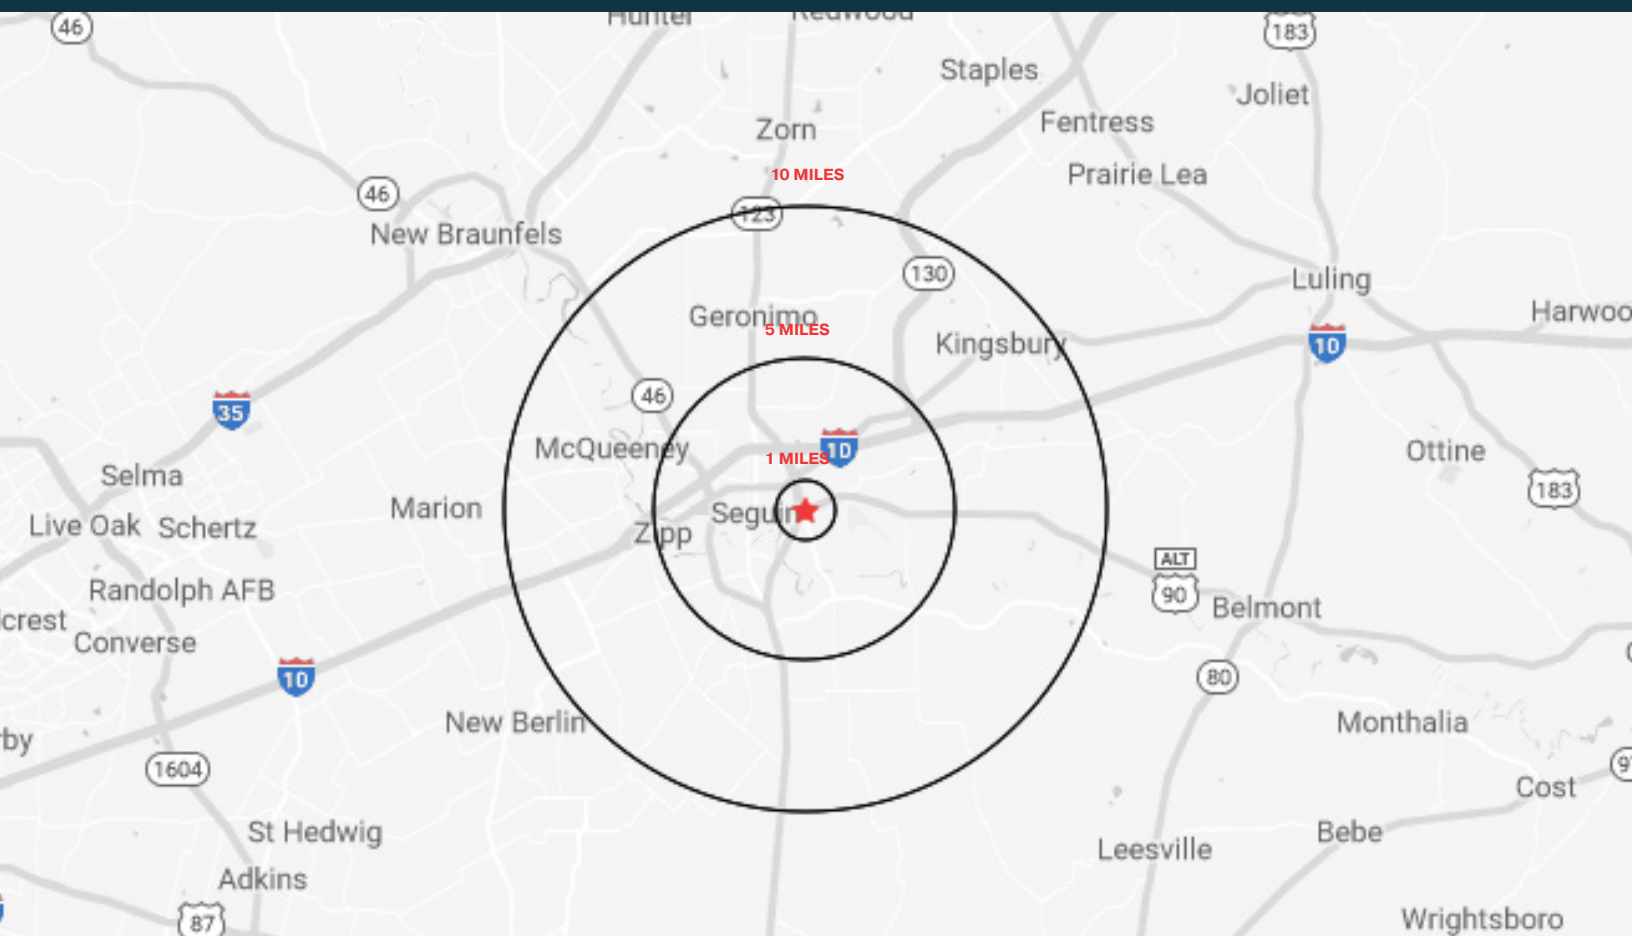 46
Hunter
Redwood
183
Staples
Joliet
Zorn
Fentress
10 MILES
Prairie Lea
46
123
New Braunfels
130
Luling
Geronimo
5 MILES
Harwoo
Kingsbury
10
46
35
McQueeney
10
1 MILES
Ottine
Selma
183
Marion
Seguin
Live Oak
Schertz
Zipp
ALT
90
Randolph AFB
Belmont
lcrest
Converse
10
80
New Berlin
Monthalia
rby
1604
9
Cost
St Hedwig
Bebe
Leesville
Adkins
87
Wrightsboro